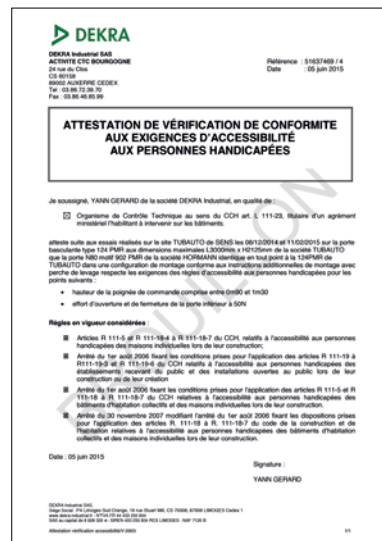 DEKRA
DEKRA Industrial SAS
ACTIVITE CTC BOURGOGNE
24 rue du Clos
CS 60158
89002 AUXERRE CEDEX
Tel : 03.86.72.39.70
Fax : 03.86.46.85.99
Référence : 51637469 / 4
Date : 05 juin 2015
ATTESTATION DE VÉRIFICATION DE CONFORMITE
AUX EXIGENCES D'ACCESSIBILITÉ
AUX PERSONNES HANDICAPÉES
Je soussigné, YANN GERARD de la société DEKRA Industrial, en qualité de :
Organisme de Contrôle Technique au sens du CCH art. L 111-23, titulaire d'un agrément
ministériel l'habilitant à intervenir sur les bâtiments.
atteste suite aux essais réalisés sur le site TUBAUTO de SENS les 08/12/2014 et 11/02/2015 sur la porte
basculante type 124 PMR aux dimensions maximales L3000mm x H2125mm de la société TUBAUTO
que la porte N80 motif 902 PMR de la société HORMANN identique en tout point à la 124PMR de
TUBAUTO dans une configuration de montage conforme aux instructions additionnelles de montage avec
perche de levage respecte les exigences des règles d'accessibilité aux personnes handicapées pour les
points suivants :
• hauteur de la poignée de commande comprise entre 0m90 et 1m30
• effort d'ouverture et de fermeture de la porte inférieur à 50N
Règles en vigueur considérées :
Articles R 111-5 et R 111-18-4 à R 111-18-7 du CCH, relatifs à l'accessibilité aux personnes
handicapées des maisons individuelles lors de leur construction;
Arrêté du 1er août 2006 fixant les conditions prises pour l'application des articles R 111-19 à
R111-19-3 et R 111-19-6 du CCH relatifs à l'accessibilité aux personnes handicapées des
établissements recevant du public et des installations ouvertes au public lors de leur
construction ou de leur création
Arrêté du 1er août 2006 fixant les conditions prises pour l'application des articles R 111-5 et R
111-18 à R 111-18-7 du CCH relatives à l'accessibilité aux personnes handicapées des
bâtiments d'habitation collectifs et des maisons individuelles lors de leur construction;
Arrêté du 30 novembre 2007 modifiant l'arrêté du 1er août 2006 fixant les dispositions prises
pour l'application des articles R. 111-18 à R. 111-18-7 du code de la construction et de
l'habitation relatives à l'accessibilité aux personnes handicapées des bâtiments d'habitation
collectifs et des maisons individuelles lors de leur construction.
Date : 05 juin 2015
Signature :
YANN GERARD
DEKRA Industrial SAS,
1/1